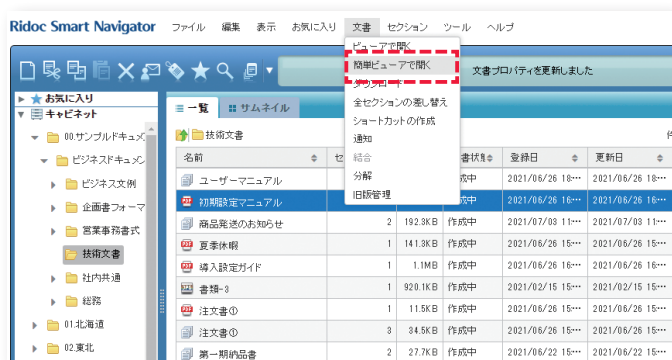 Ridoc Smart Navigator ファイル 編集 表示 お気に入り 文書 セクション ツール ヘルプ
ビューアで開く
簡単ビューアで開く
ダウンロード
全セクションの差し替え
ショートカットの作成
通知
結合
分解
旧版管理
文書プロパティを更新しました
お気に入り
キャビネット
00.サンプルドキュメ
ビジネスドキュメン
ビジネス文例
企画書フォーマ
営業事務書式
技術文書
社内共通
総務
01.北海道
02.東北
一覧 サムネイル
技術文書 件
名前 セ 書状態 登録日 更新日
ユーザーマニュアル 成中 2021/06/26 18… 2021/06/26 18…
初期設定マニュアル 成中 2021/06/26 16… 2021/06/26 16…
商品発送のお知らせ 2 192.3KB 作成中 2021/07/03 11… 2021/07/03 11…
夏季休暇 1 141.3KB 作成中 2021/06/26 15… 2021/06/26 15…
導入設定ガイド 1 1.1MB 作成中 2021/06/26 15… 2021/06/26 16…
書類-3 1 920.1KB 作成中 2021/02/15 15… 2021/02/15 15…
注文書① 1 11.5KB 作成中 2021/06/26 15… 2021/06/26 15…
注文書① 3 34.5KB 作成中 2021/06/26 15… 2021/06/26 15…
第一期納品書 2 27.7KB 作成中 2021/06/22 15… 2021/06/22 15…